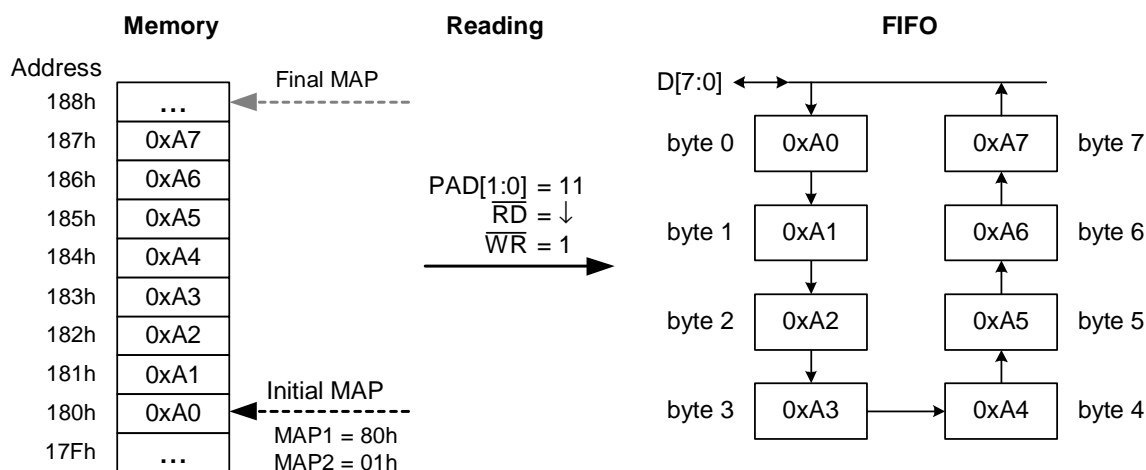 Memory
Reading
FIFO
Address
Final MAP
D[7:0]
188h ...
187h 0xA7
186h 0xA6
185h 0xA5
184h 0xA4
183h 0xA3
182h 0xA2
181h 0xA1
180h 0xA0
17Fh ...
Initial MAP
MAP1 = 80h
MAP2 = 01h
PAD[1:0] = 11
RD = ↓
WR = 1
byte 0 0xA0 0xA7 byte 7
byte 1 0xA1 0xA6 byte 6
byte 2 0xA2 0xA5 byte 5
byte 3 0xA3 0xA4 byte 4